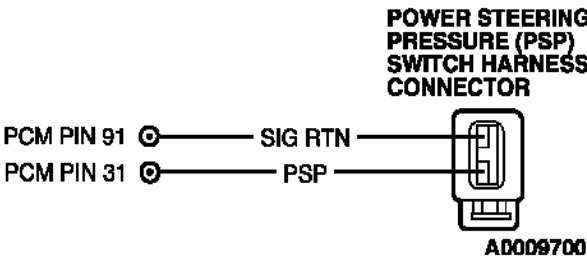 POWER STEERING
PRESSURE (PSP)
SWITCH HARNESS
CONNECTOR
PCM PIN 91 SIG RTN
PCM PIN 31 PSP
A0009700